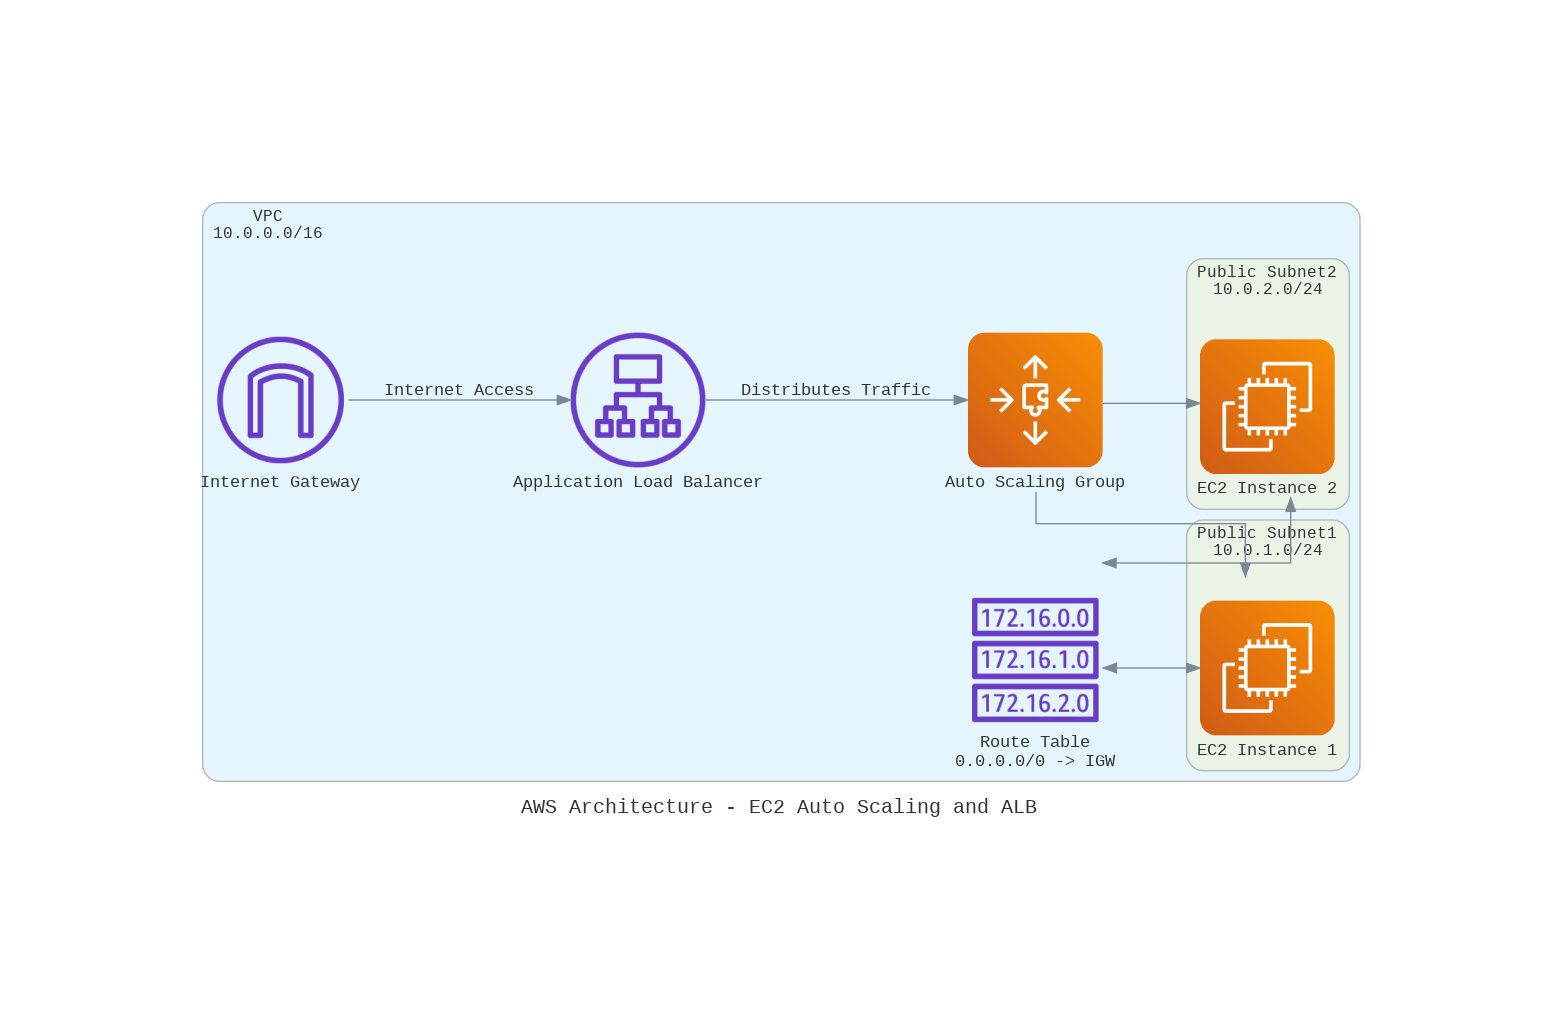 VPC
10.0.0.0/16
Public Subnet2
10.0.2.0/24
Internet Access
Distributes Traffic
Internet Gateway
Application Load Balancer
Auto Scaling Group
EC2 Instance 2
Public Subnet1
10.0.1.0/24
172.16.0.0
172.16.1.0
172.16.2.0
Route Table
0.0.0.0/0 -> IGW
EC2 Instance 1
AWS Architecture - EC2 Auto Scaling and ALB